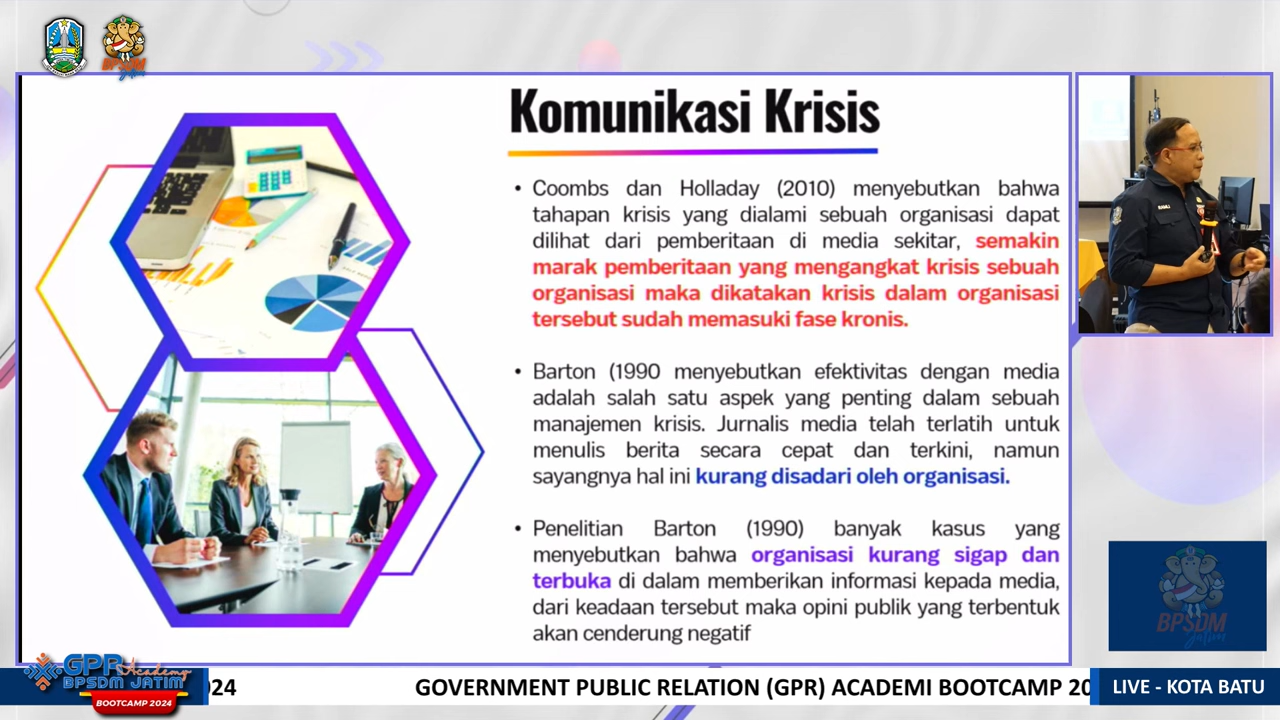 BPSDM
Jatim
Komunikasi Krisis
• Coombs dan Holladay (2010) menyebutkan bahwa
tahapan krisis yang dialami sebuah organisasi dapat
dilihat dari pemberitaan di media sekitar, semakin
marak pemberitaan yang mengangkat krisis sebuah
organisasi maka dikatakan krisis dalam organisasi
tersebut sudah memasuki fase kronis.
• Barton (1990 menyebutkan efektivitas dengan media
adalah salah satu aspek yang penting dalam sebuah
manajemen krisis. Jurnalis media telah terlatih untuk
menulis berita secara cepat dan terkini, namun
sayangnya hal ini kurang disadari oleh organisasi.
• Penelitian Barton (1990) banyak kasus yang
menyebutkan bahwa organisasi kurang sigap dan
terbuka di dalam memberikan informasi kepada media,
dari keadaan tersebut maka opini publik yang terbentuk
akan cenderung negatif
BPSDM
Jatim
GPR Academy
BPSDM JATIM
BOOTCAMP 2024
024
GOVERNMENT PUBLIC RELATION (GPR) ACADEMI BOOTCAMP 20
LIVE - KOTA BATU